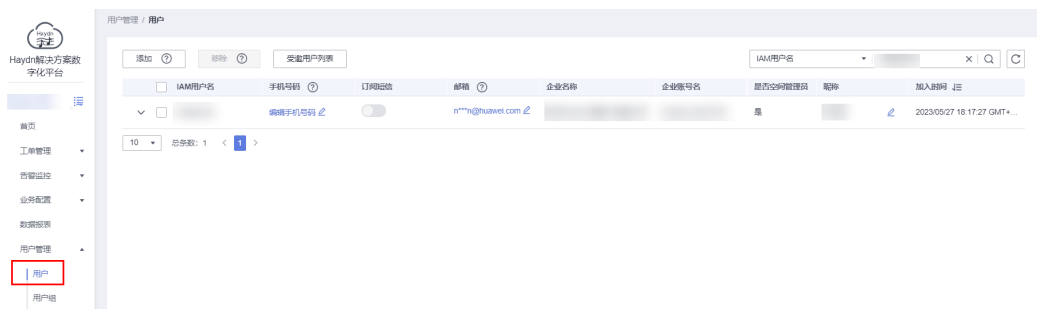 Haydn
Haydn解决方案数
字化平台
首页
工单管理
告警监控
业务配置
数据报表
用户管理
用户
用户组
用户管理 / 用户
添加 ? 移除 ? 受邀用户列表 IAM用户名
IAM用户名 手机号码 ? 订阅短信 邮箱 ? 企业名称 企业账号名 是否空间管理员 昵称 加入时间
编辑手机号码 n***n@huawei.com 是 2023/05/27 18:17:27 GMT+...
10 总条数: 1 < 1 >